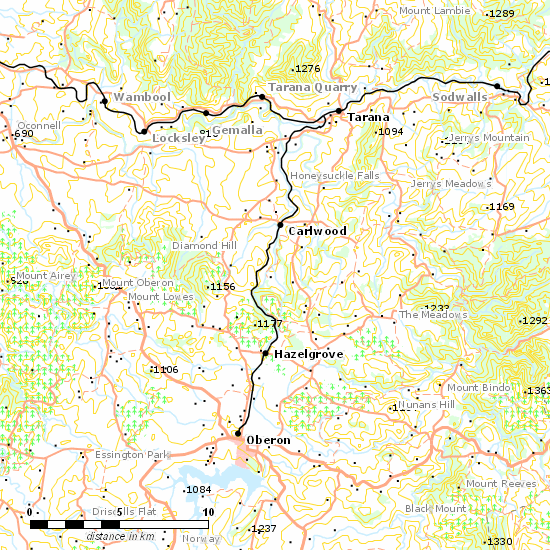 Mount Lambie
1289
1276
Tarana Quarry
Wambool
Sodwalls
Gemalla
Tarana
Oconnell
690
Locksley
1094
Jerrys Mountain
Honeysuckle Falls
Jerrys Meadows
1169
Carlwood
Diamond Hill
Mount Airey
Mount Oberon
1156
Mount Lowes
The Meadows
1292
1177
Hazelgrove
1106
Mount Bindo
1363
Nunans Hill
Oberon
Essington Park
Mount Reeves
1084
Black Mount
0 5 10
Driscolls Flat
distance in km
1237
Norway
1330